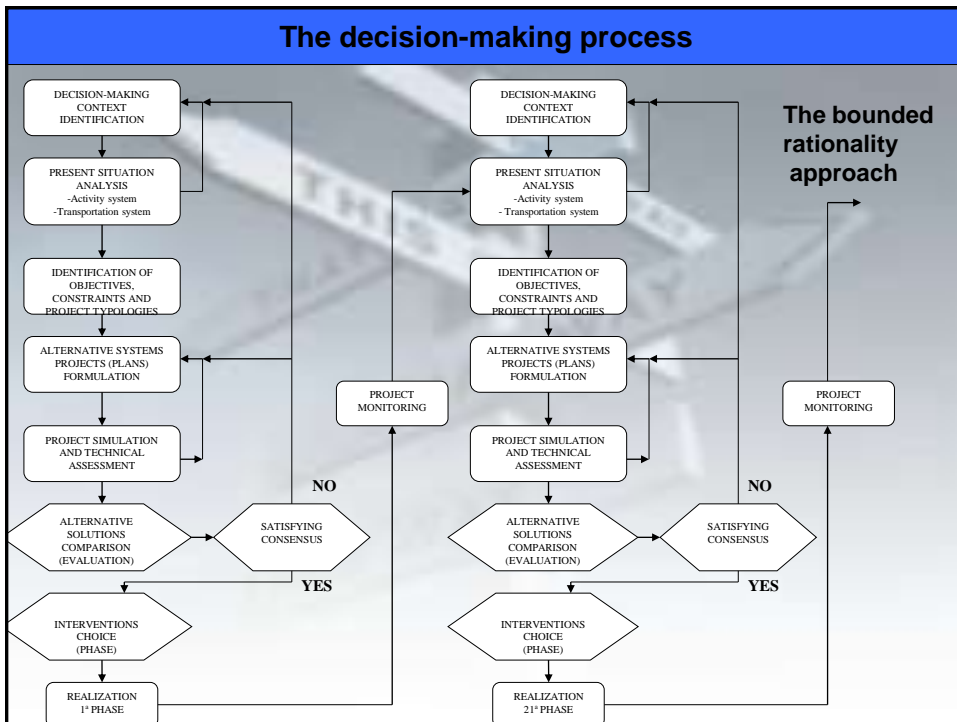 The decision-making process
DECISION-MAKING
CONTEXT
IDENTIFICATION
PRESENT SITUATION
ANALYSIS
-Activity system
-Transportation system
IDENTIFICATION OF
OBJECTIVES,
CONSTRAINTS AND
PROJECT TYPOLOGIES
ALTERNATIVE SYSTEMS
PROJECTS (PLANS)
FORMULATION
PROJECT SIMULATION
AND TECHNICAL
ASSESSMENT
NO
ALTERNATIVE
SOLUTIONS
COMPARISON
(EVALUATION)
SATISFYING
CONSENSUS
YES
INTERVENTIONS
CHOICE
(PHASE)
REALIZATION
1ª PHASE
PROJECT
MONITORING
DECISION-MAKING
CONTEXT
IDENTIFICATION
PRESENT SITUATION
ANALYSIS
-Activity system
- Transportation system
IDENTIFICATION OF
OBJECTIVES,
CONSTRAINTS AND
PROJECT TYPOLOGIES
ALTERNATIVE SYSTEMS
PROJECTS (PLANS)
FORMULATION
PROJECT SIMULATION
AND TECHNICAL
ASSESSMENT
NO
ALTERNATIVE
SOLUTIONS
COMPARISON
(EVALUATION)
SATISFYING
CONSENSUS
YES
INTERVENTIONS
CHOICE
(PHASE)
REALIZATION
21ª PHASE
PROJECT
MONITORING
The bounded
rationality
approach